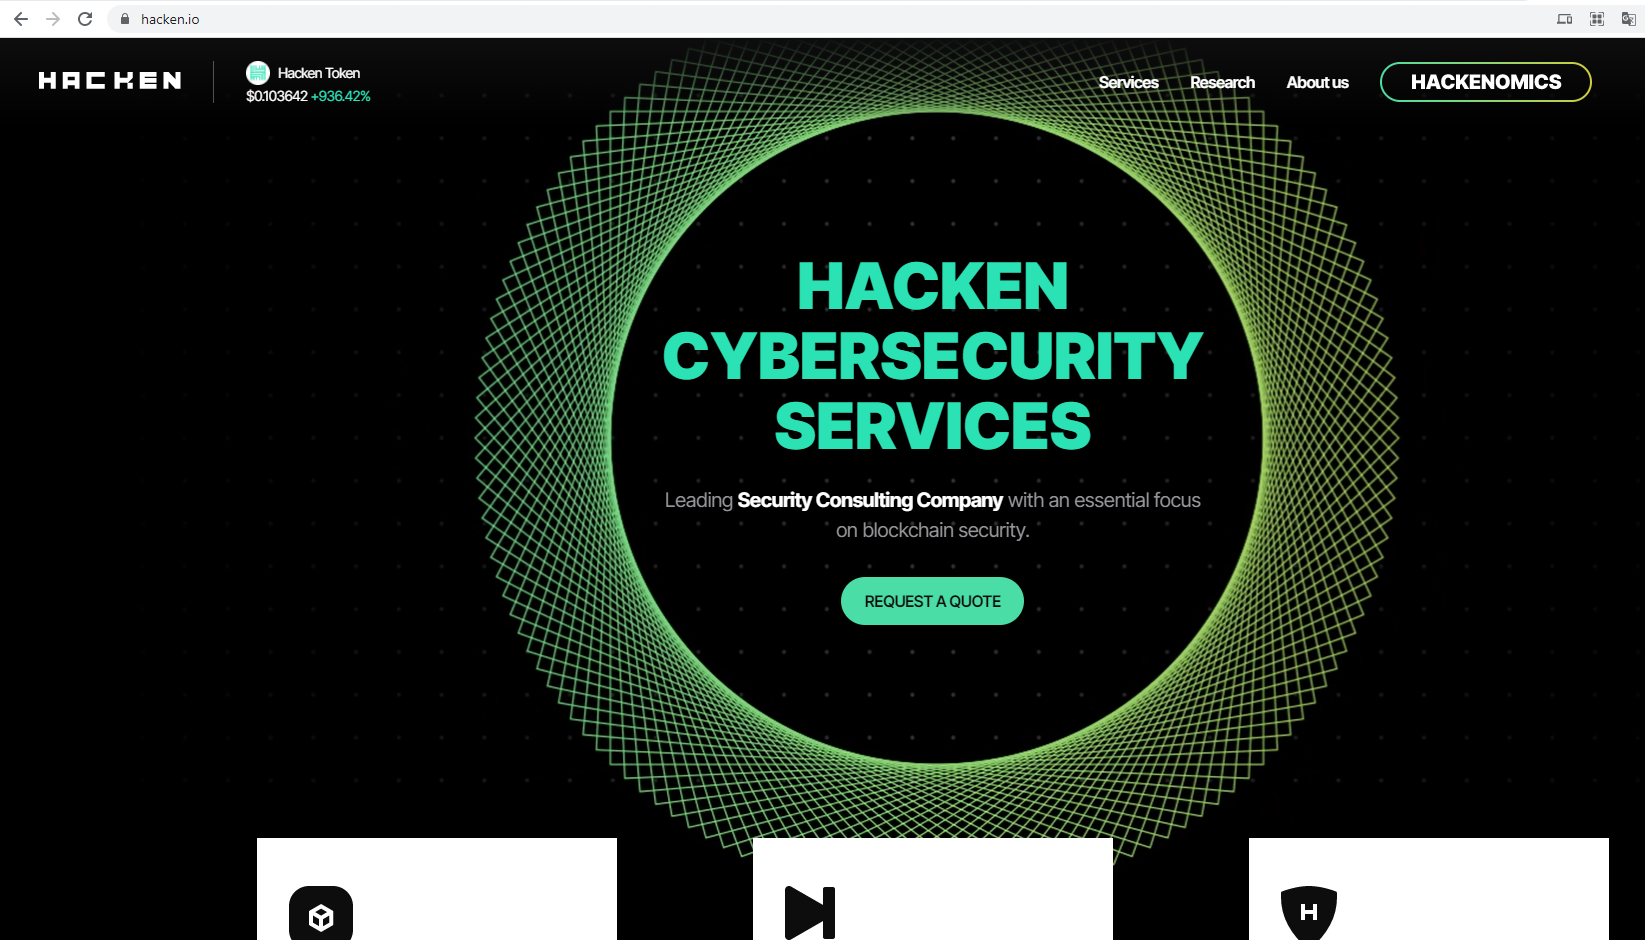 hacken.io
HACKEN
Hacken Token
$0.103642 +936.42%
Services
Research
About us
HACKENOMICS
HACKEN
CYBERSECURITY
SERVICES
Leading Security Consulting Company with an essential focus
on blockchain security.
REQUEST A QUOTE
H